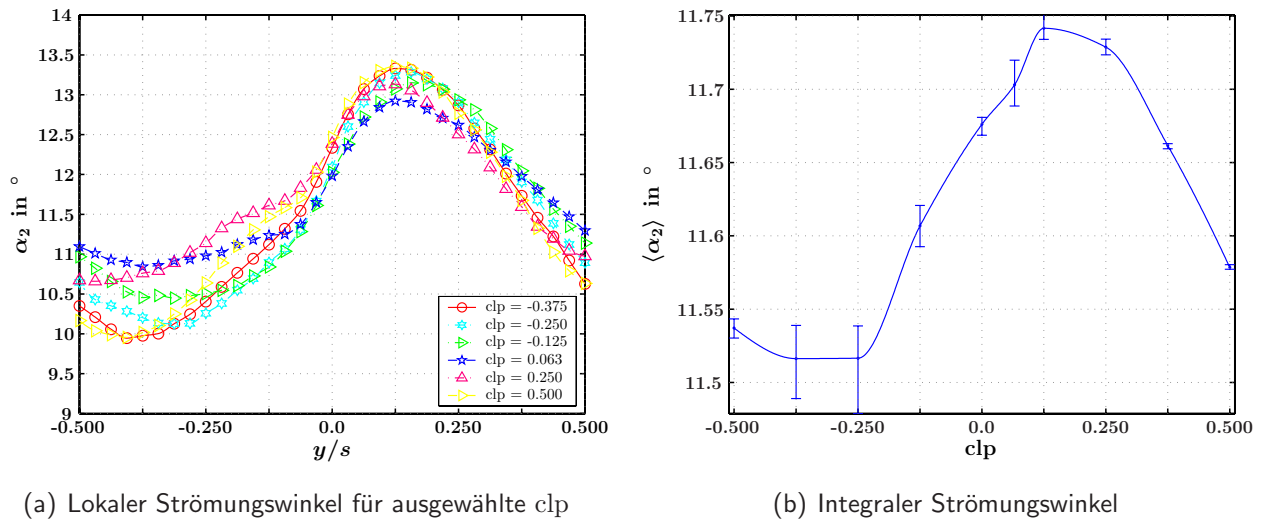 α₂ in °
14
13.5
13
12.5
12
11.5
11
10.5
10
9.5
9
-0.500
-0.250
0.0
0.250
0.500
y/s
clp = -0.375
clp = -0.250
clp = -0.125
clp = 0.063
clp = 0.250
clp = 0.500
(a) Lokaler Strömungswinkel für ausgewählte clp
⟨α₂⟩ in °
11.75
11.7
11.65
11.6
11.55
11.5
-0.500
-0.250
0.0
0.250
0.500
clp
(b) Integraler Strömungswinkel